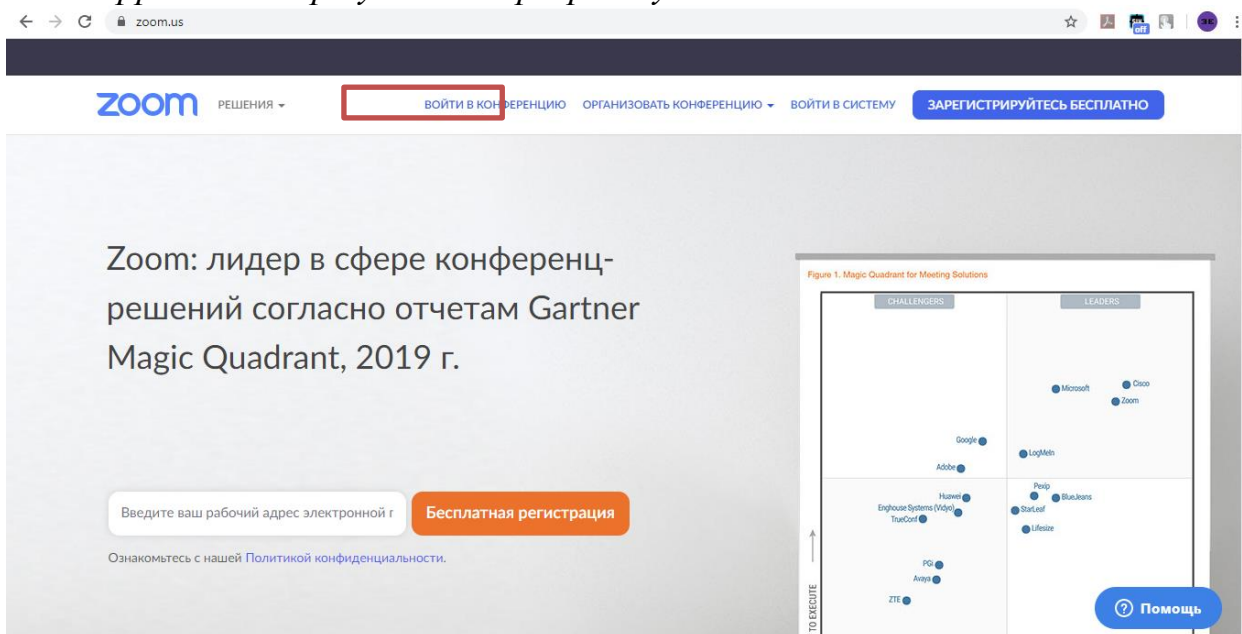 zoom.us
off
ЭК
zoom
РЕШЕНИЯ
ВОЙТИ В КОНФЕРЕНЦИЮ
ОРГАНИЗОВАТЬ КОНФЕРЕНЦИЮ
ВОЙТИ В СИСТЕМУ
ЗАРЕГИСТРИРУЙТЕСЬ БЕСПЛАТНО
Zoom: лидер в сфере конференц-
решений согласно отчетам Gartner
Magic Quadrant, 2019 г.
Введите ваш рабочий адрес электронной г
Бесплатная регистрация
Ознакомьтесь с нашей Политикой конфиденциальности.
Figure 1. Magic Quadrant for Meeting Solutions
CHALLENGERS
LEADERS
Microsoft
Cisco
Zoom
Google
LogMeIn
Adobe
Pexip
Huawei
BlueJeans
Enghouse Systems (Vidyo)
StarLeaf
TrueConf
Lifesize
PGi
Avaya
ZTE
TO EXECUTE
Помощь